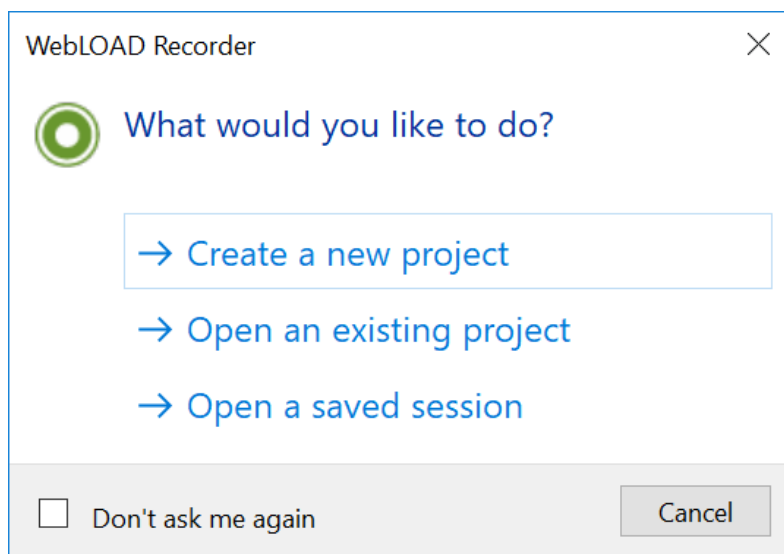 WebLOAD Recorder
What would you like to do?
Create a new project
Open an existing project
Open a saved session
Don't ask me again
Cancel